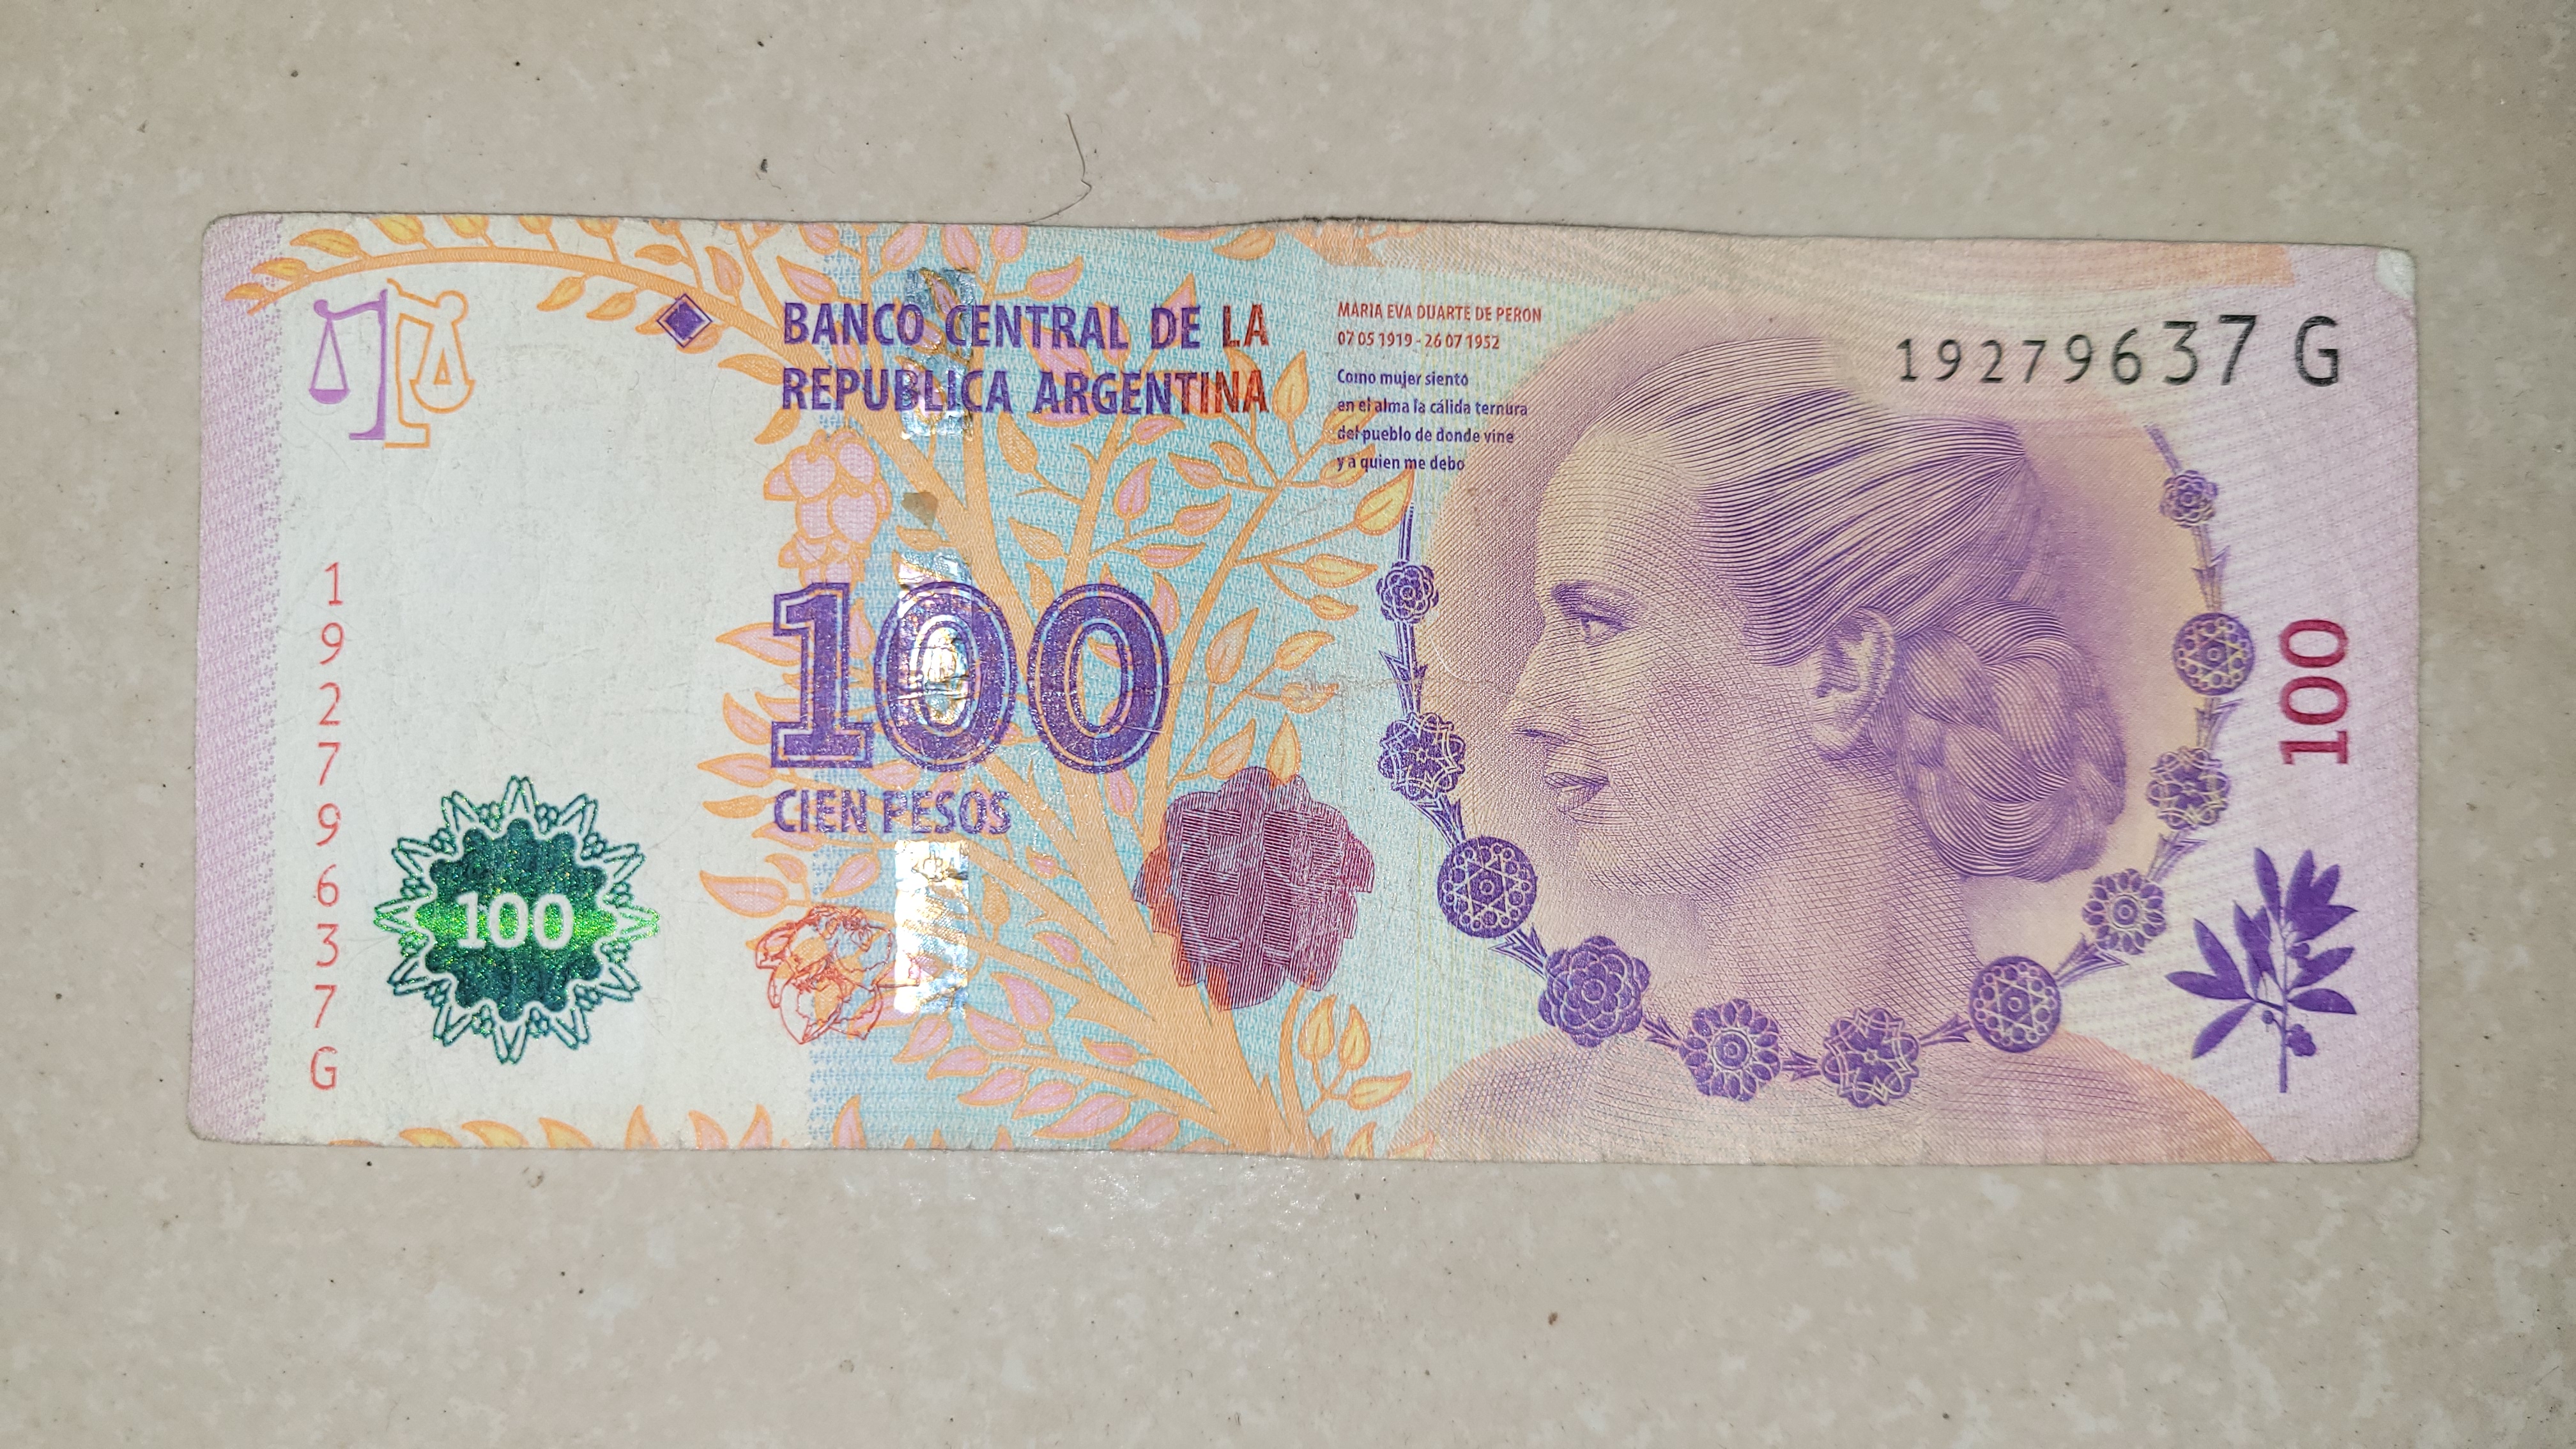 19279637G
100
BANCO CENTRAL DE LA
REPUBLICA ARGENTINA
100
CIEN PESOS
MARIA EVA DUARTE DE PERON
07 05 1919 - 26 07 1952
Como mujer siento
en el alma la cálida ternura
del pueblo de donde vine
y a quien me debo
19279637G
100